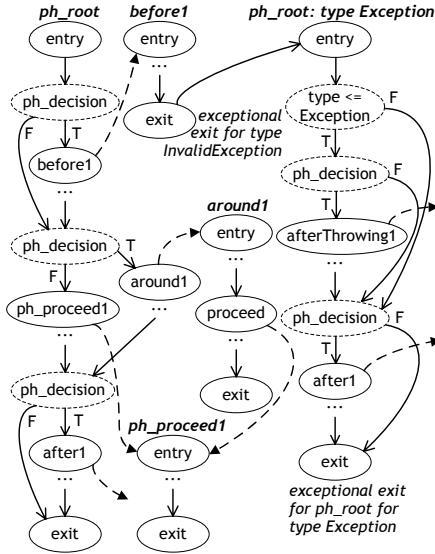 ph_root
entry
ph_decision
F
T
before1
...
ph_decision
T
F
around1
ph_proceed1
...
...
ph_decision
F
T
after1
...
exit
before1
entry
...
exit
exceptional
exit for type
InvalidException
around1
entry
...
proceed
...
exit
ph_proceed1
entry
...
exit
ph_root: type Exception
entry
type <=
Exception
F
T
ph_decision
F
T
afterThrowing1
...
ph_decision
F
T
after1
...
exit
exceptional exit
for ph_root for
type Exception